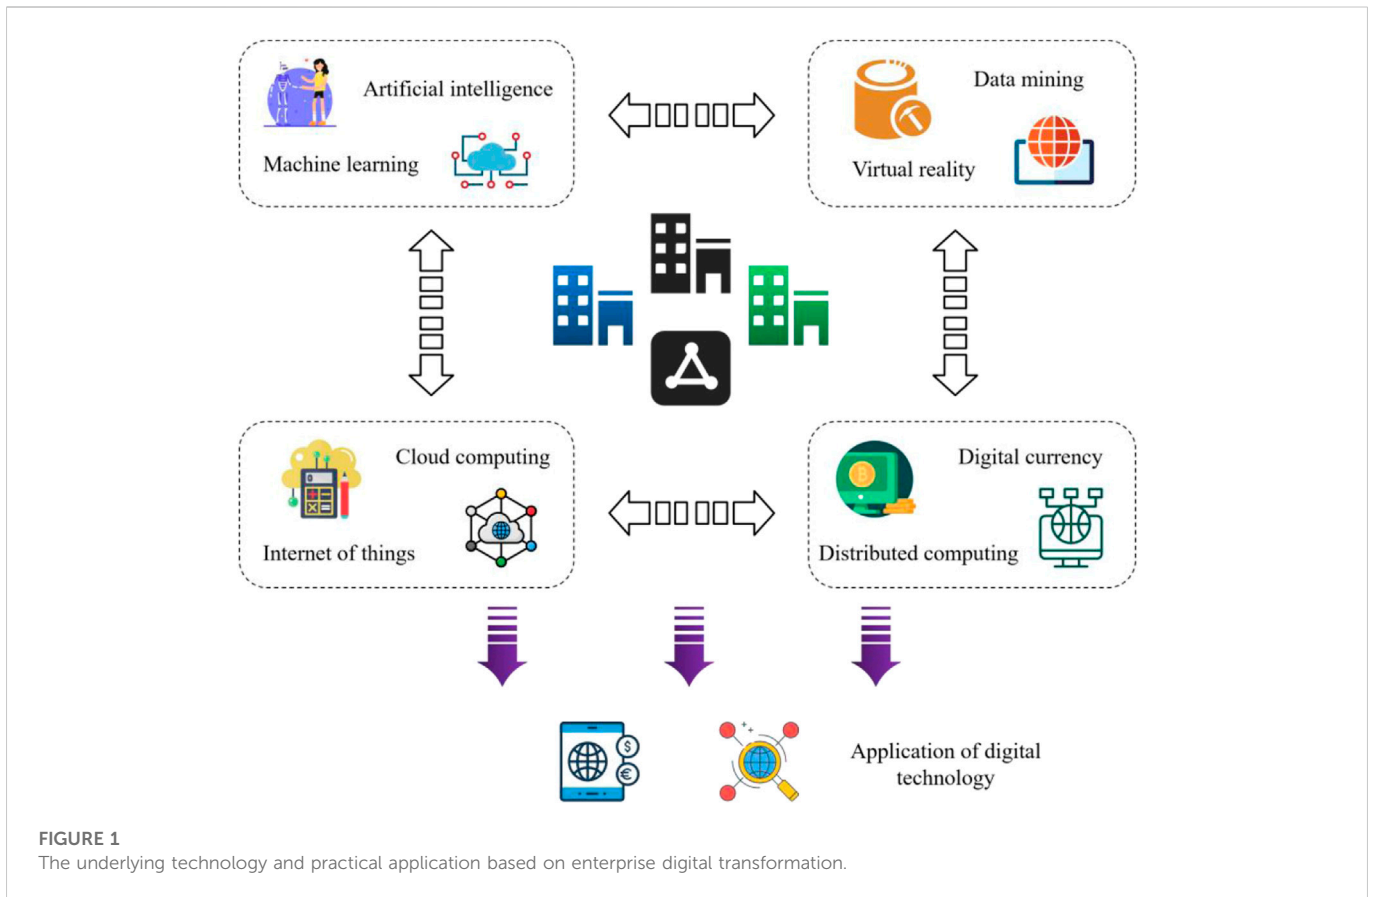 Artificial intelligence
Machine learning
Data mining
Virtual reality
Cloud computing
Internet of things
Digital currency
Distributed computing
Application of digital
technology
FIGURE 1
The underlying technology and practical application based on enterprise digital transformation.